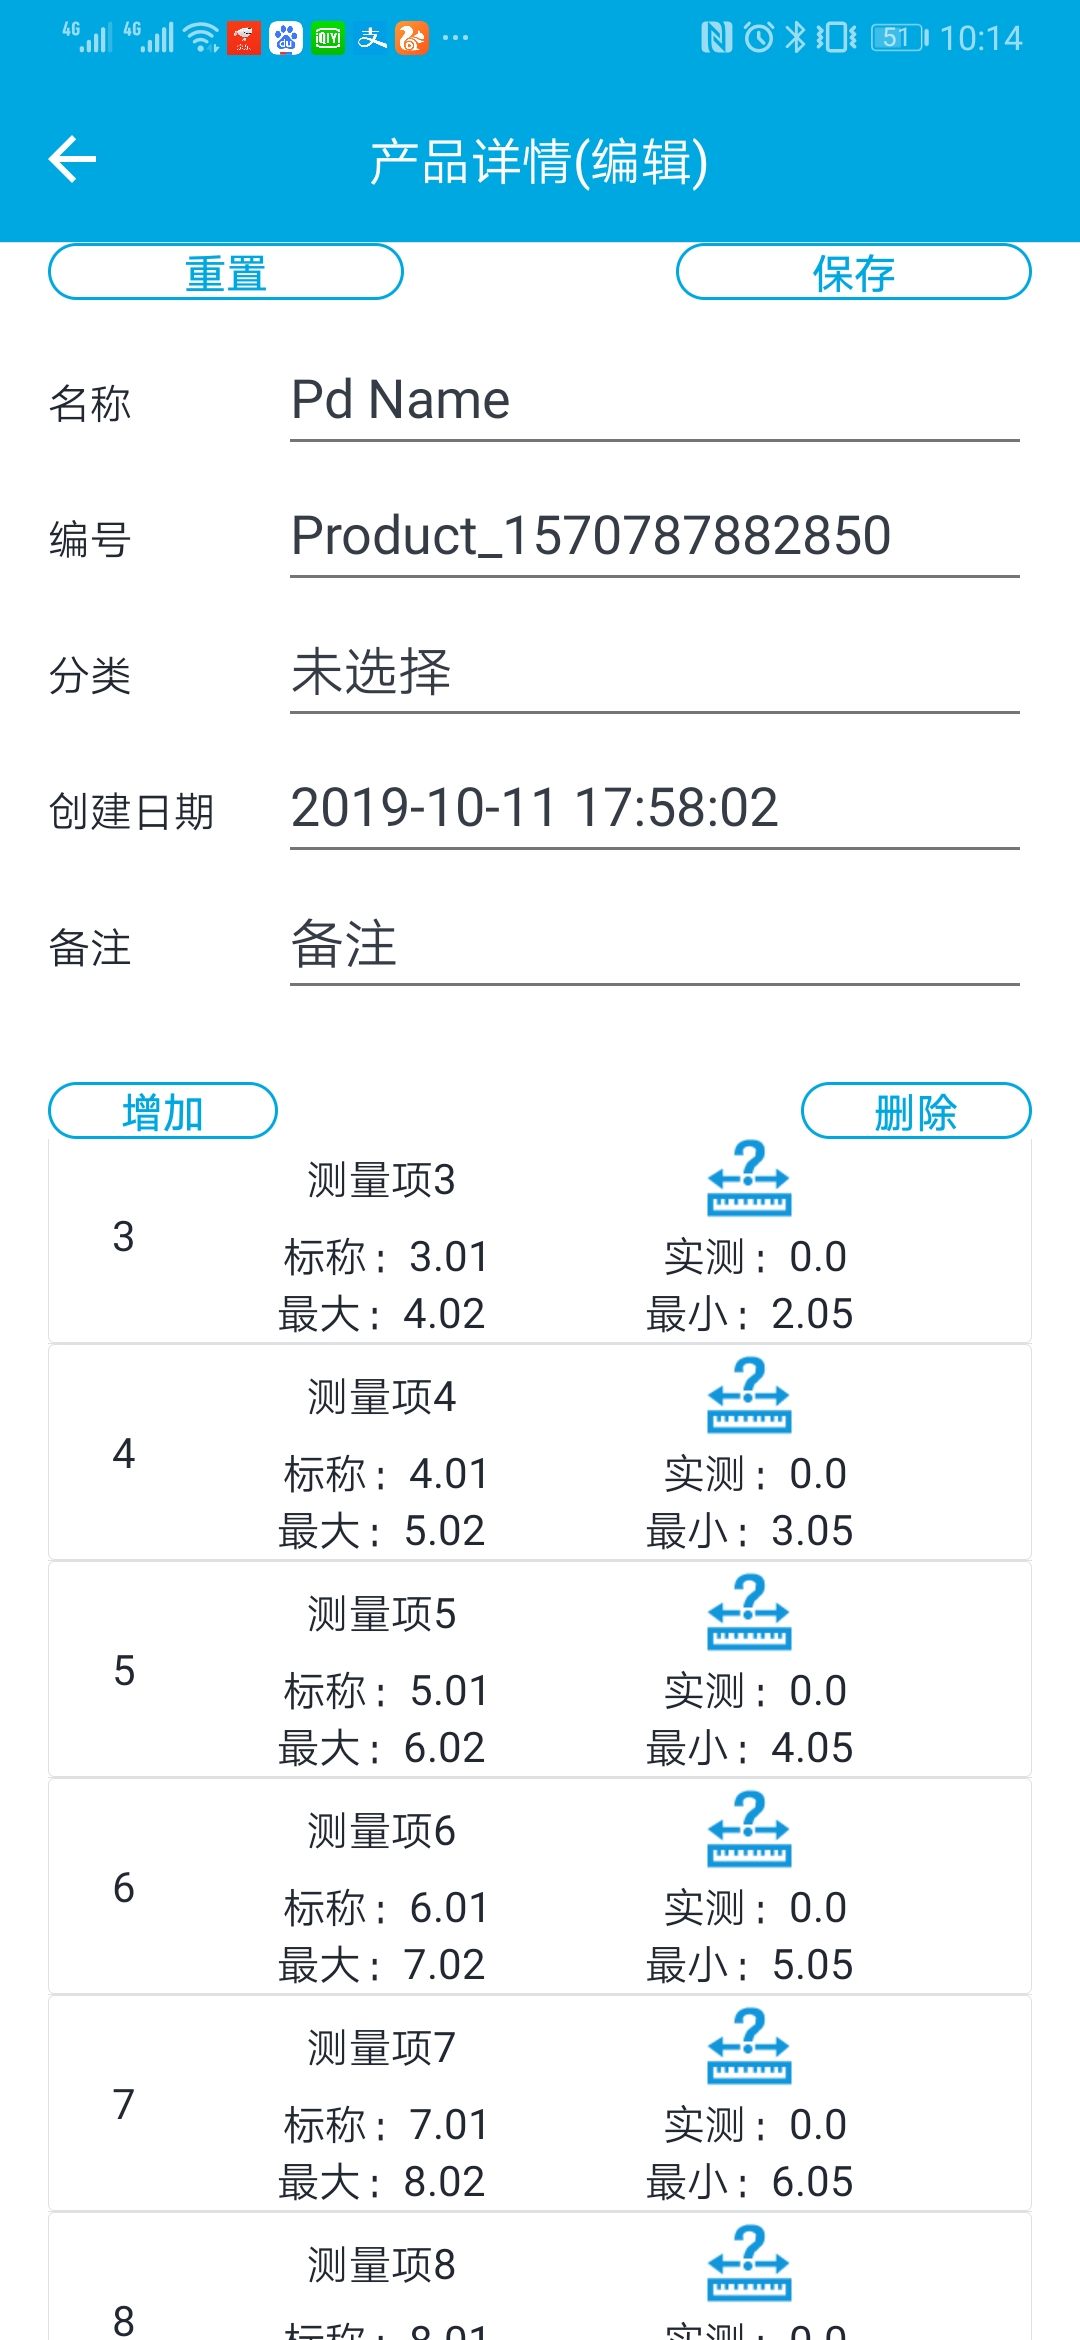 4G 4G 51 10:14
产品详情(编辑)
重置 保存
名称 Pd Name
编号 Product_1570787882850
分类 未选择
创建日期 2019-10-11 17:58:02
备注 备注
增加 删除
3
测量项3
标称: 3.01 实测: 0.0
最大: 4.02 最小: 2.05
4
测量项4
标称: 4.01 实测: 0.0
最大: 5.02 最小: 3.05
5
测量项5
标称: 5.01 实测: 0.0
最大: 6.02 最小: 4.05
6
测量项6
标称: 6.01 实测: 0.0
最大: 7.02 最小: 5.05
7
测量项7
标称: 7.01 实测: 0.0
最大: 8.02 最小: 6.05
8
测量项8
标称: 8.01 实测: 0.0